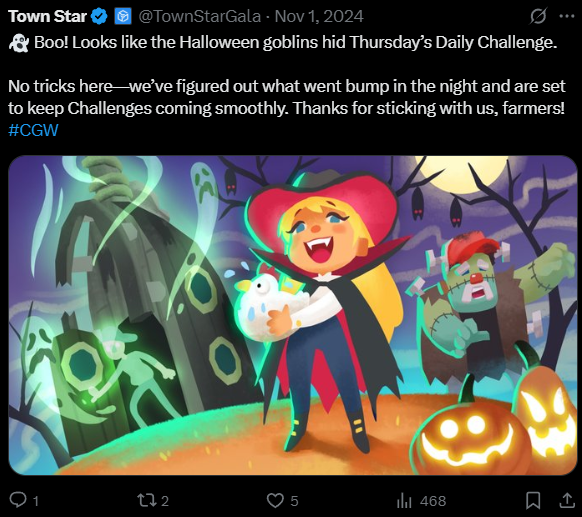 Town Star @TownStarGala · Nov 1, 2024
👻 Boo! Looks like the Halloween goblins hid Thursday’s Daily Challenge.
No tricks here—we’ve figured out what went bump in the night and are set
to keep Challenges coming smoothly. Thanks for sticking with us, farmers!
#CGW
1 2 5 468